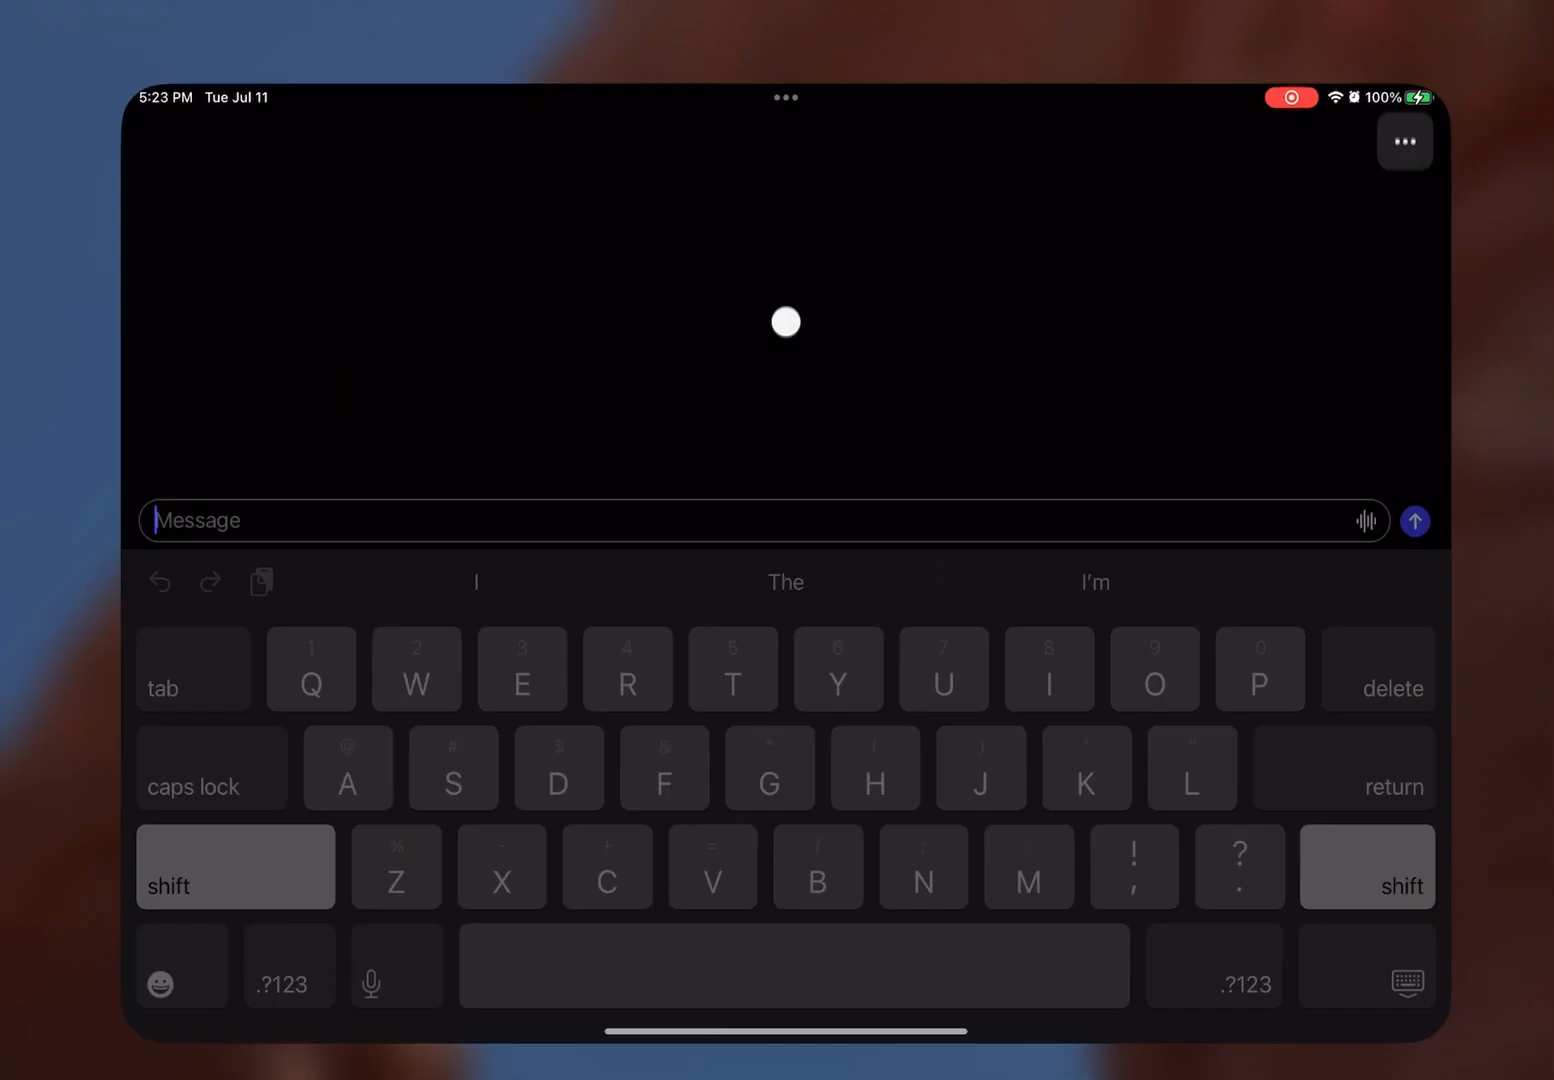 5:23 PM Tue Jul 11 100%
Message
I The I'm
1 2 3 4 5 6 7 8 9 0
tab Q W E R T Y U I O P delete
@ # $ & * ( ) ' "
caps lock A S D F G H J K L return
% - + = / ; : ! ?
shift Z X C V B N M , . shift
.?123 .?123